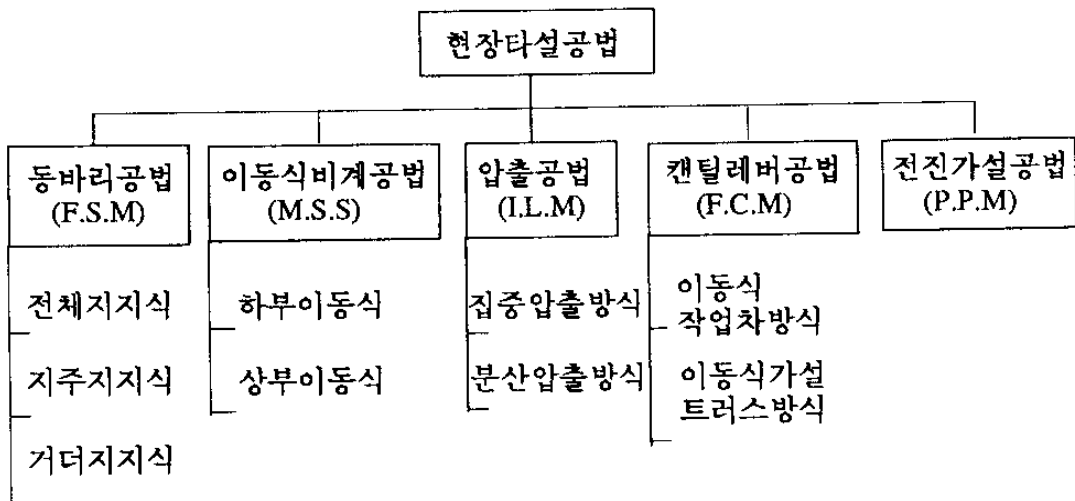 현장타설공법
동바리공법
(F.S.M)
이동식비계공법
(M.S.S)
압출공법
(I.L.M)
캔틸레버공법
(F.C.M)
전진가설공법
(P.P.M)
전체지지식
지주지지식
거더지지식
하부이동식
상부이동식
집중압출방식
분산압출방식
이동식
작업차방식
이동식가설
트러스방식